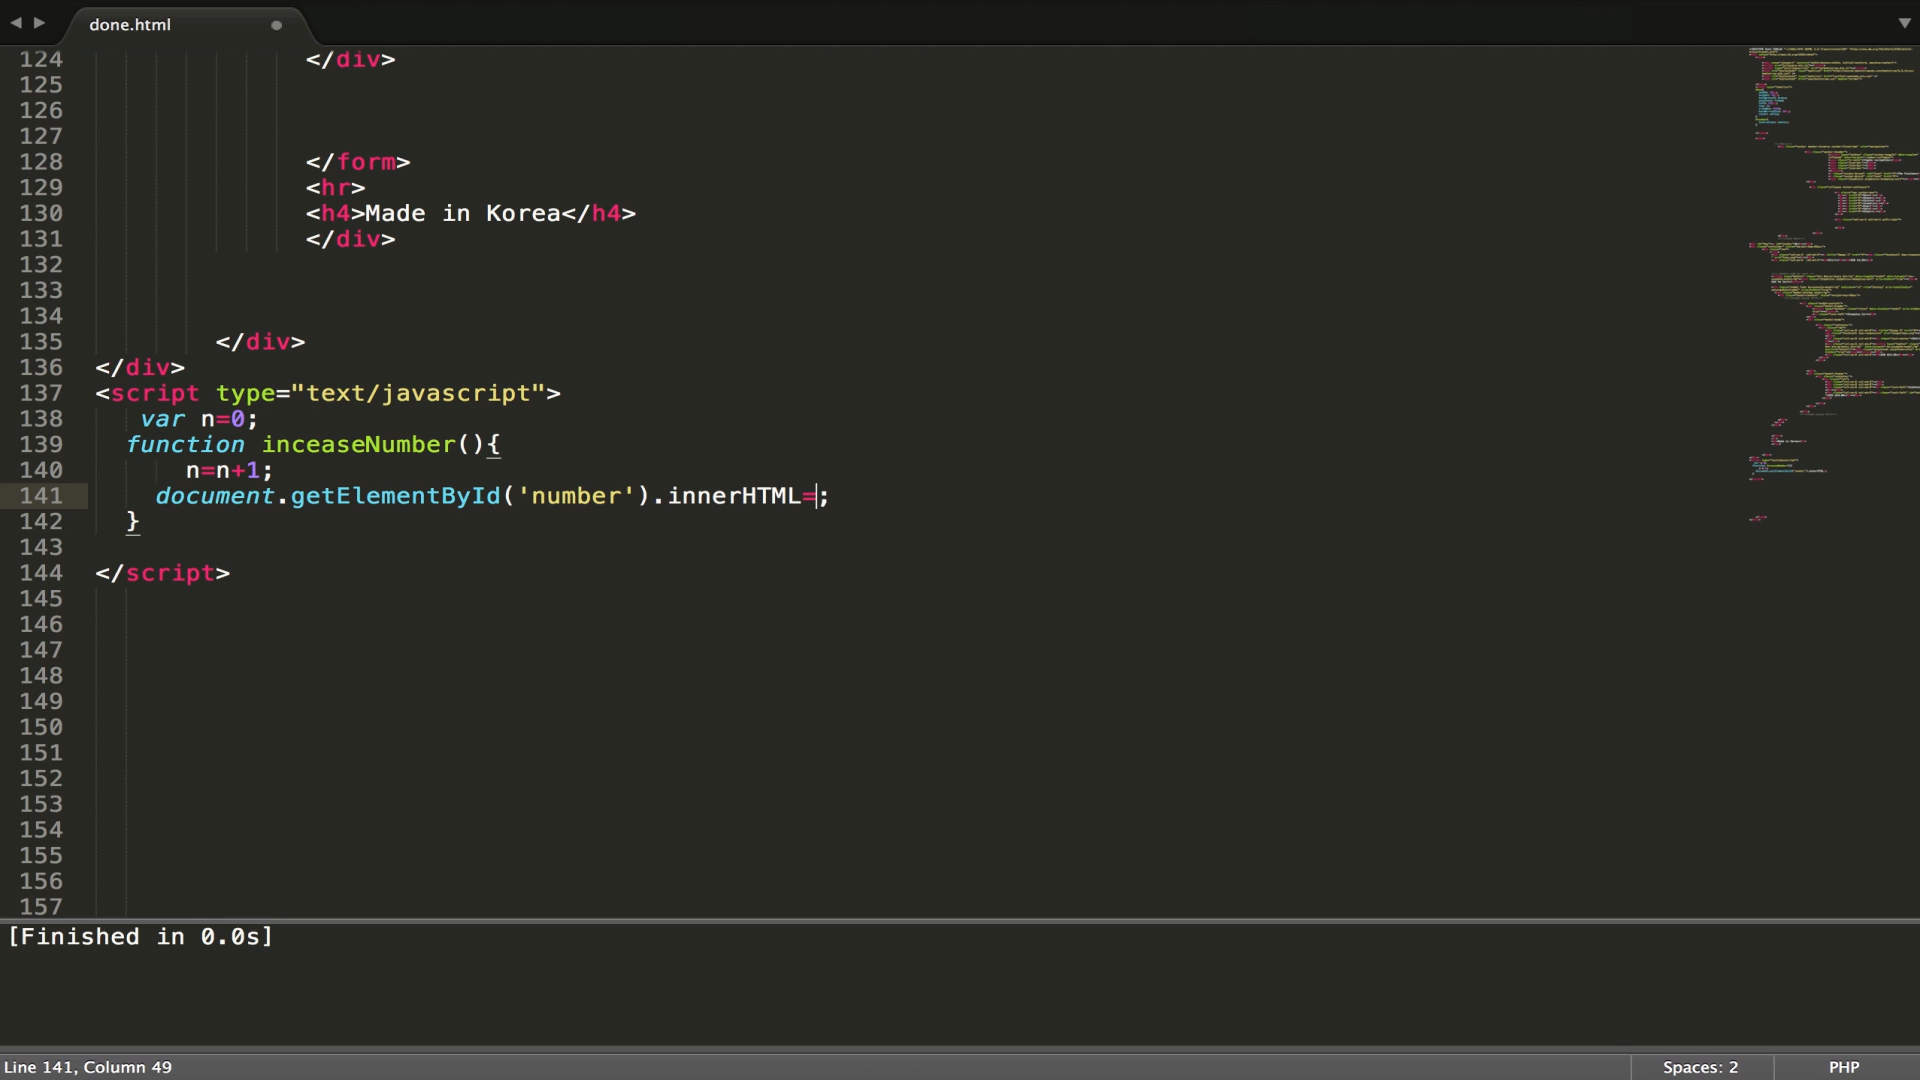 done.html
124 </div>
125
126
127
128 </form>
129 <hr>
130 <h4>Made in Korea</h4>
131 </div>
132
133
134
135 </div>
136 </div>
137 <script type="text/javascript">
138 var n=0;
139 function inceaseNumber(){
140 n=n+1;
141 document.getElementById('number').innerHTML=;
142 }
143
144 </script>
145
146
147
148
149
150
151
152
153
154
155
156
157
[Finished in 0.0s]
Line 141, Column 49
Spaces: 2
PHP